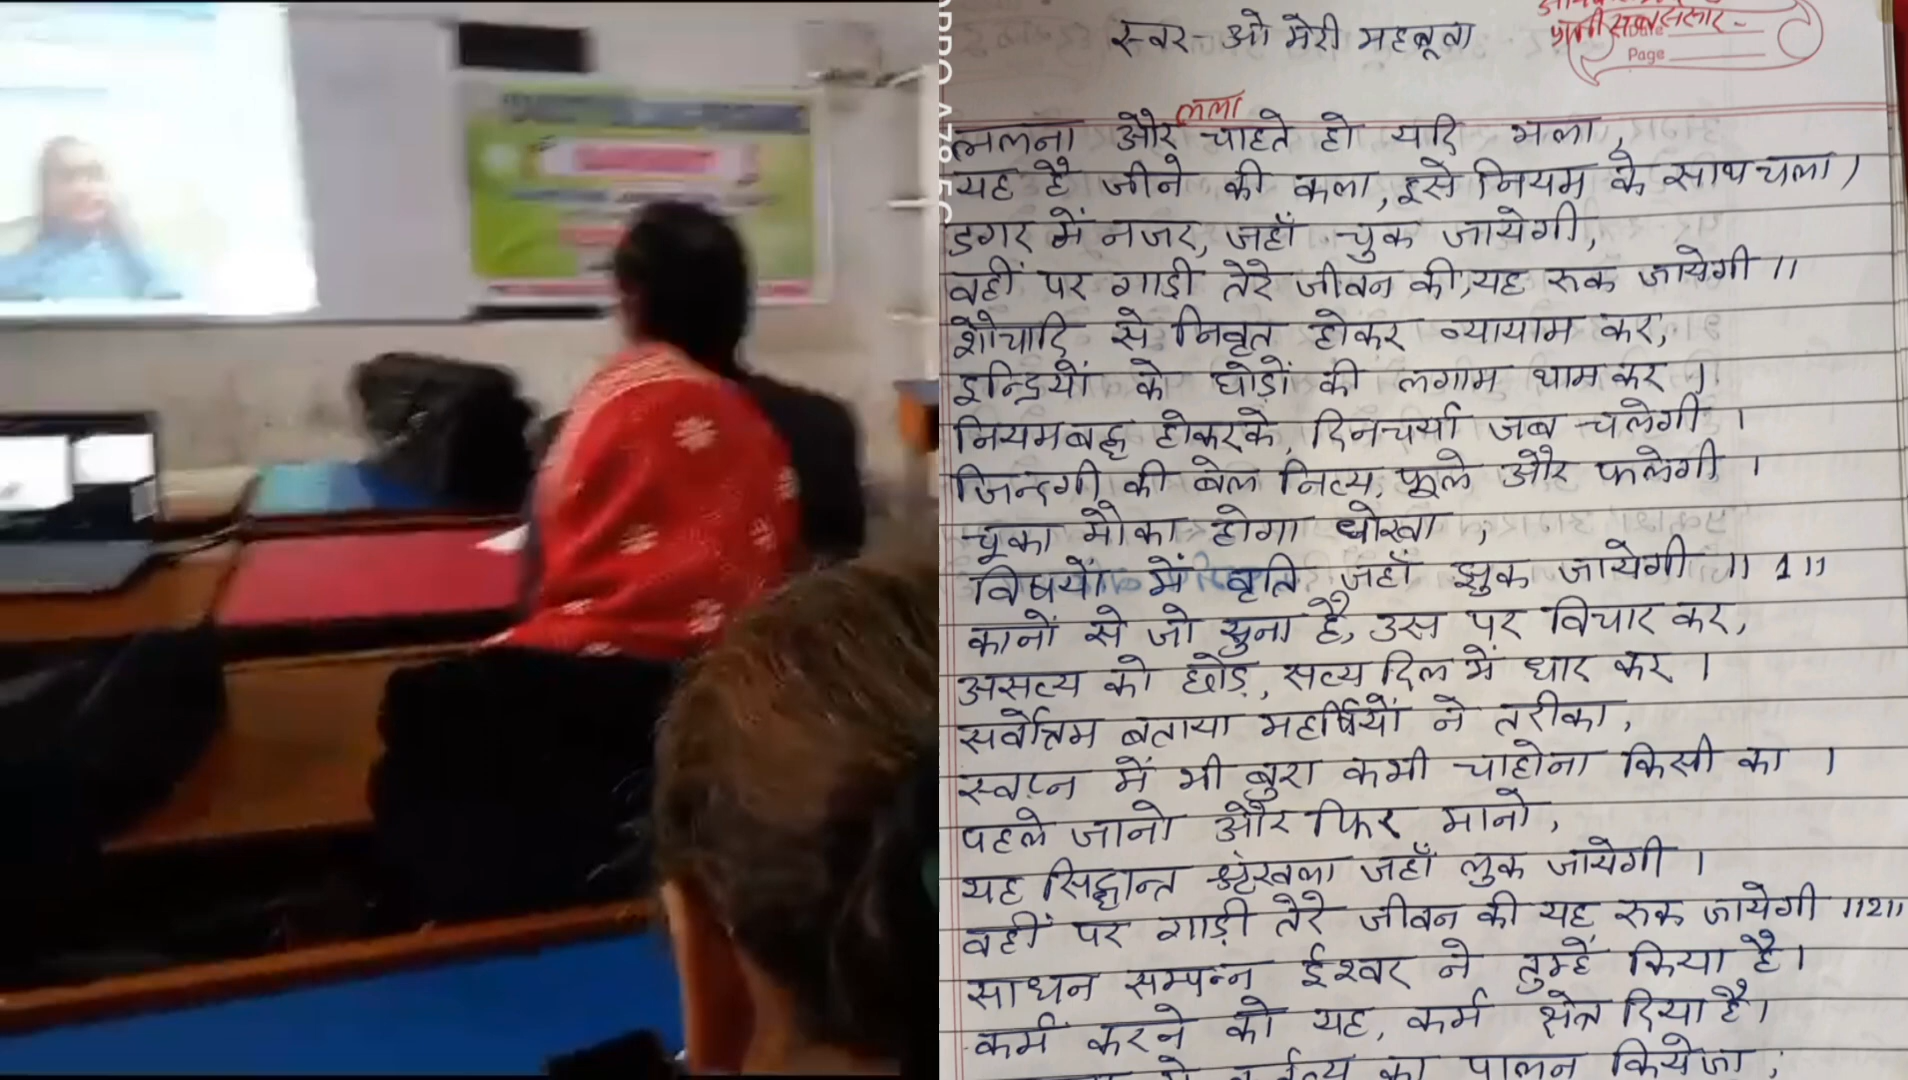 स्वर - ओ मेरी महबूबा
Page
लला
ललना और चाहते हो यदि भला,
यह है जीने की कला, इसे नियम के साथ चला।
डगर में नजर, जहाँ चुक जायेगी,
वहीं पर गाडी तेरे जीवन की, यह रुक जायेगी ।।
शौचादि से निवृत होकर व्यायाम कर,
इन्द्रियों के घोड़ों की लगाम थाम कर ।
नियमबद्ध होकरके दिनचर्या जब चलेगी ।
जिन्दगी की बेल नित्य, फूले और फलेगी ।
चूका मौका होगा धोखा,
विषयों में वृति जहाँ झुक जायेगी ।। 1 ।।
कानों से जो सुना है, उस पर विचार कर,
असत्य को छोड़, सत्य दिल में धार कर ।
सर्वोत्तम बताया महर्षियों ने तरीका,
स्वप्न में भी बुरा कभी चाहोना किसी का ।
पहले जानो और फिर मानो,
यह सिद्धान्त श्रृंखला जहाँ लुक जायेगी ।
वहीं पर गाड़ी तेरे जीवन की यह रुक जायेगी ।।2।।
साधन सम्पन्न ईश्वर ने तुम्हें किया है।
कर्म करने को यह, कर्म क्षेत्र दिया है।
का पालन कियेजा,